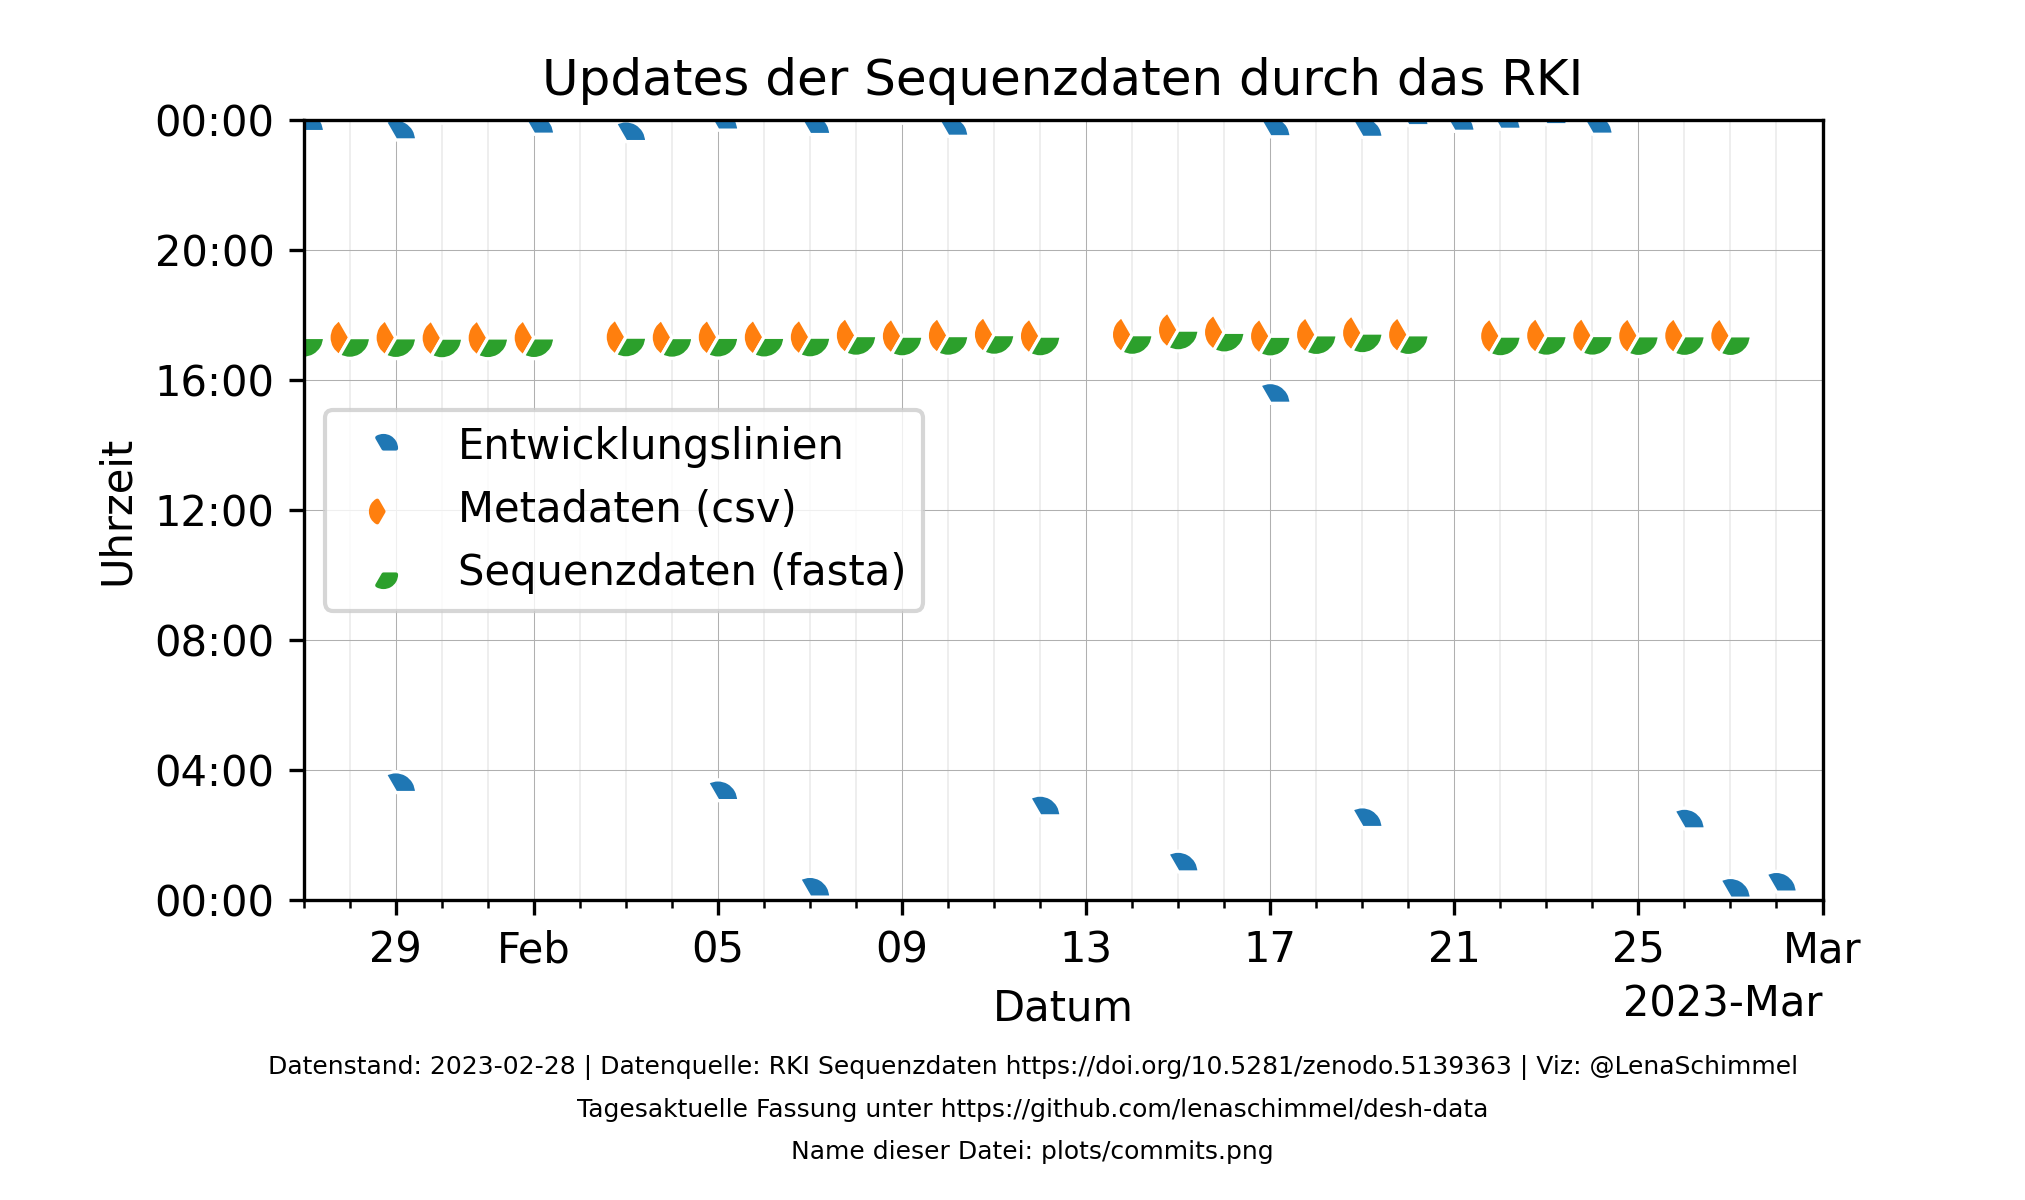 Updates der Sequenzdaten durch das RKI
00:00
20:00
16:00
12:00
08:00
04:00
00:00
Uhrzeit
Entwicklungslinien
Metadaten (csv)
Sequenzdaten (fasta)
29 Feb 05 09 13 17 21 25 Mar
Datum
2023-Mar
Datenstand: 2023-02-28 | Datenquelle: RKI Sequenzdaten https://doi.org/10.5281/zenodo.5139363 | Viz: @LenaSchimmel
Tagesaktuelle Fassung unter https://github.com/lenaschimmel/desh-data
Name dieser Datei: plots/commits.png